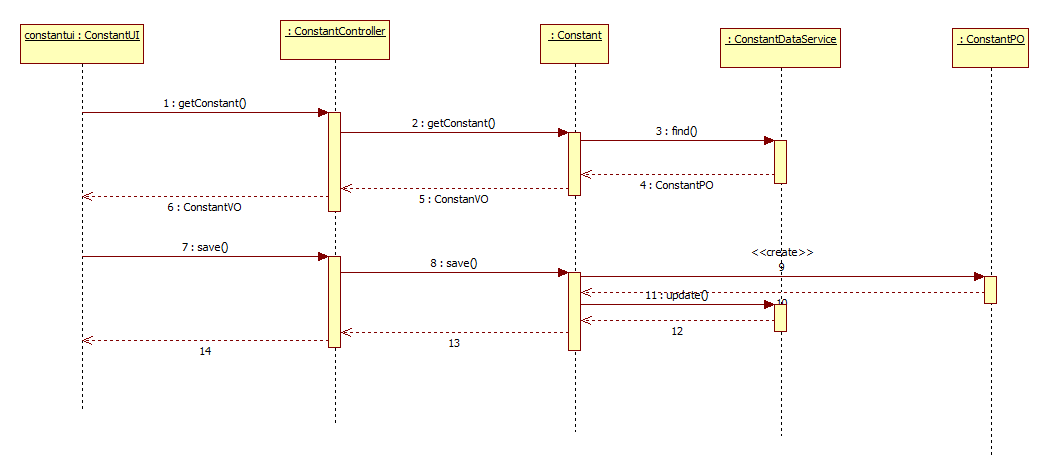 constantui : ConstantUI
: ConstantController
: Constant
: ConstantDataService
: ConstantPO
1 : getConstant()
2 : getConstant()
3 : find()
4 : ConstantPO
5 : ConstanVO
6 : ConstantVO
7 : save()
8 : save()
<<create>>
9
10
11 : update()
12
13
14